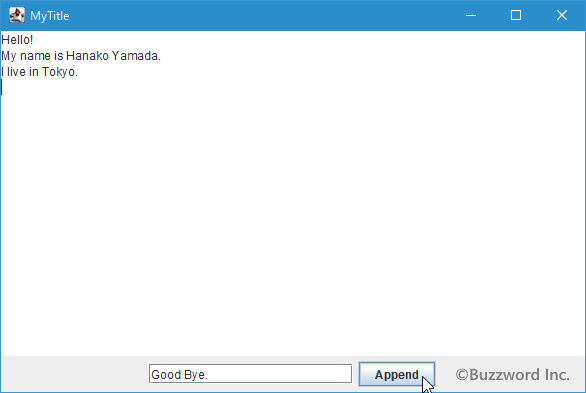 MyTitle
Hello!
My name is Hanako Yamada.
I live in Tokyo.
Good Bye.
Append
©Buzzword Inc.